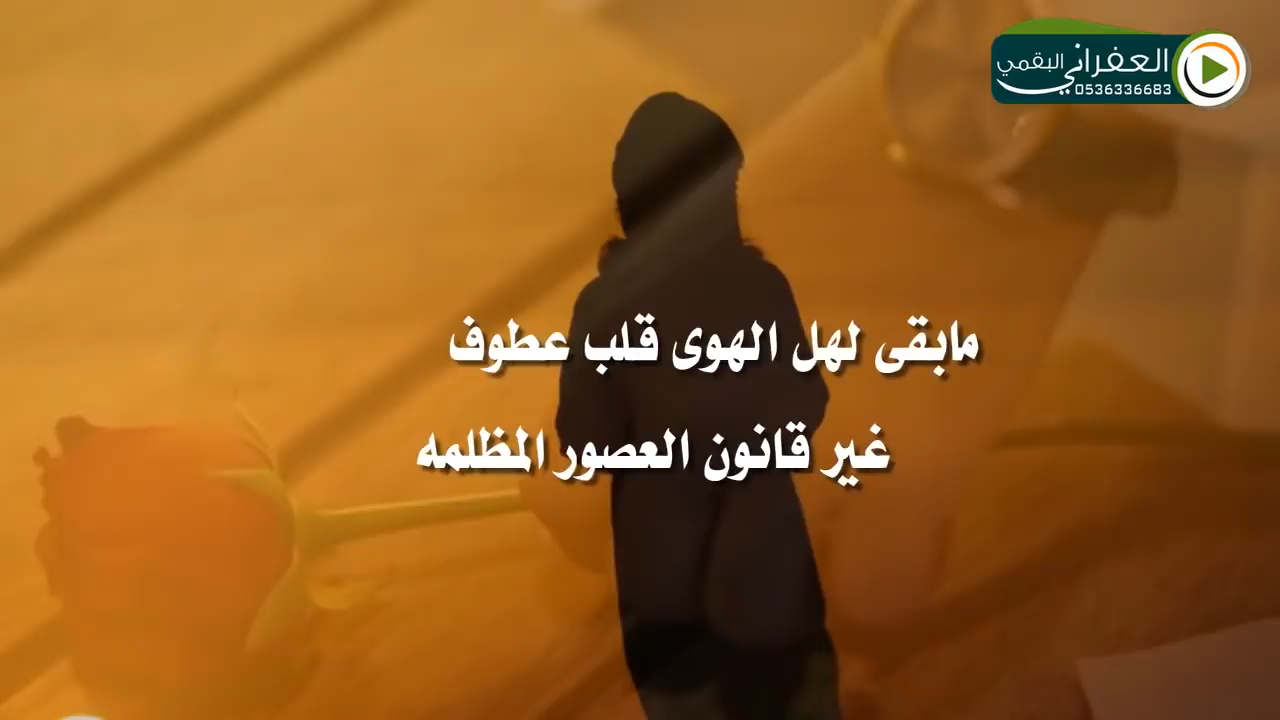 العفراني البقمي
0536336683
مابقى لهل الهوى قلب عطوف
غير قانون العصور المظلمه